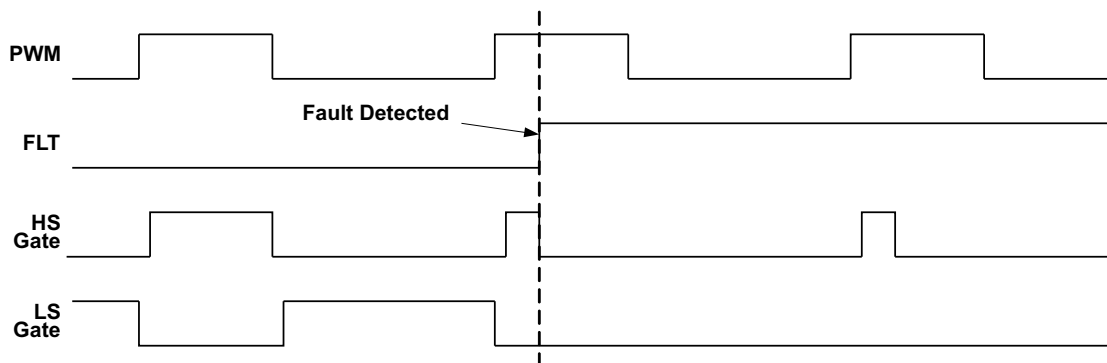 PWM
Fault Detected
FLT
HS
Gate
LS
Gate